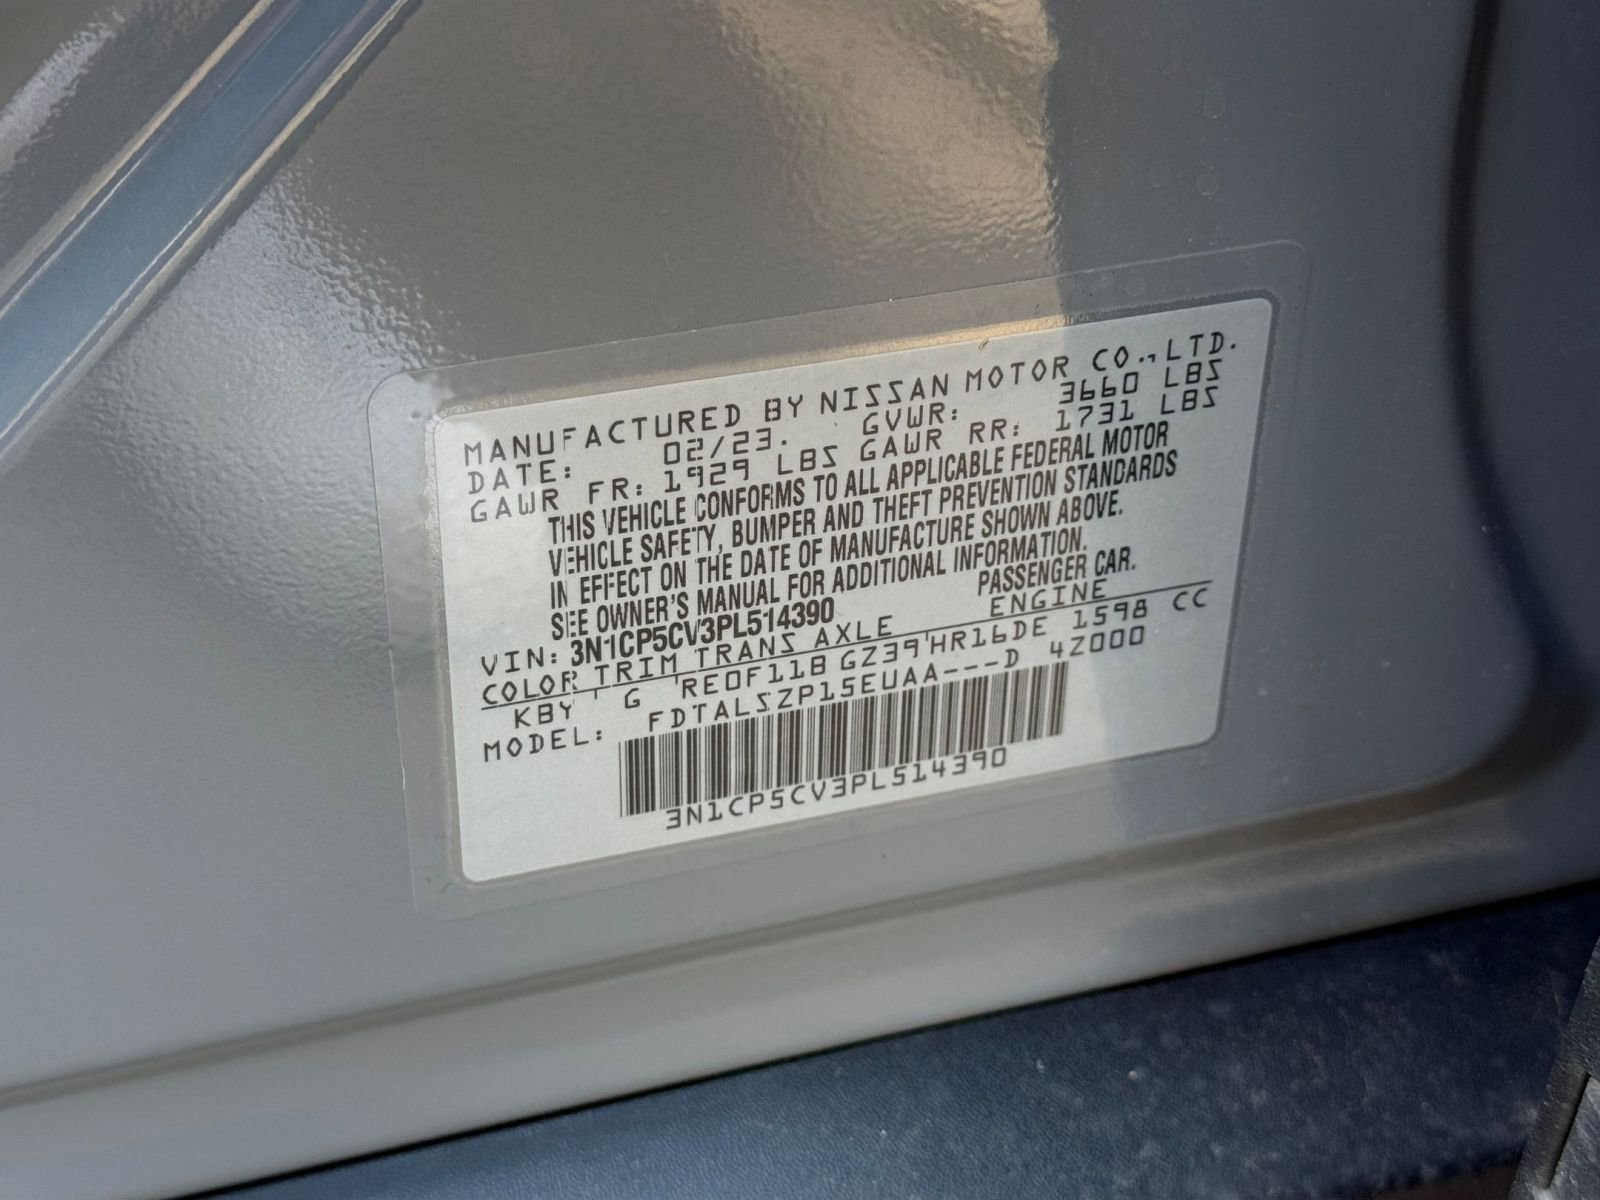 MANUFACTURED BY NISSAN MOTOR CO., LTD.
DATE: 02/23. GVWR: 3660 LBS
GAWR FR: 1929 LBS GAWR RR: 1731 LBS
THIS VEHICLE CONFORMS TO ALL APPLICABLE FEDERAL MOTOR
VEHICLE SAFETY, BUMPER AND THEFT PREVENTION STANDARDS
IN EFFECT ON THE DATE OF MANUFACTURE SHOWN ABOVE.
SEE OWNER'S MANUAL FOR ADDITIONAL INFORMATION.
VIN: 3N1CP5CV3PL514390 PASSENGER CAR.
COLOR TRIM TRANS AXLE ENGINE
KBY G RE0F11B GZ39 HR16DE 1598 CC
MODEL: FDTALSZP15EUAA---D 4Z000
3N1CP5CV3PL514390